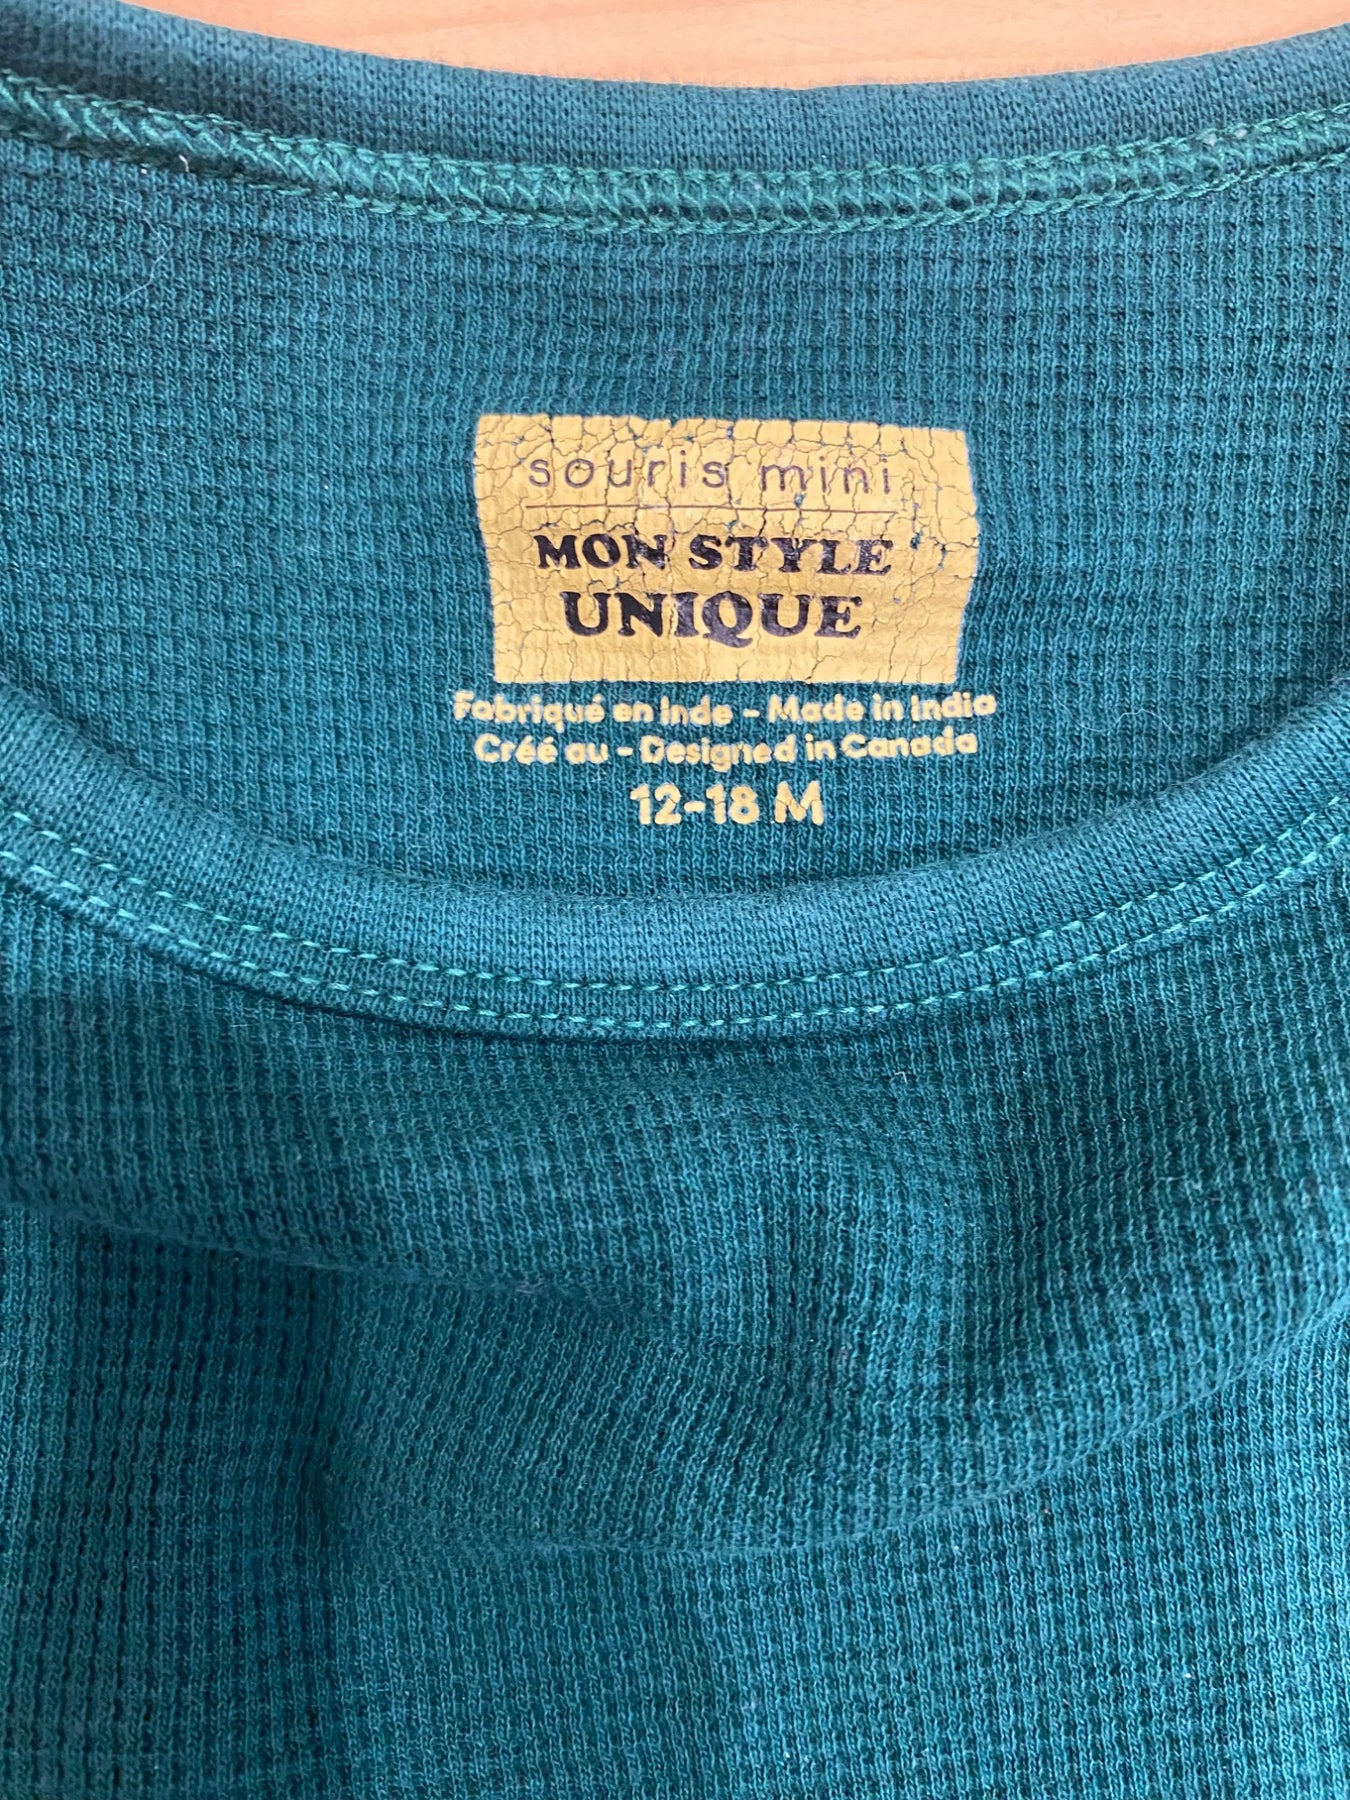 souris mini
MON STYLE
UNIQUE
Fabriqué en Inde - Made in India
Créé au - Designed in Canada
12-18 M